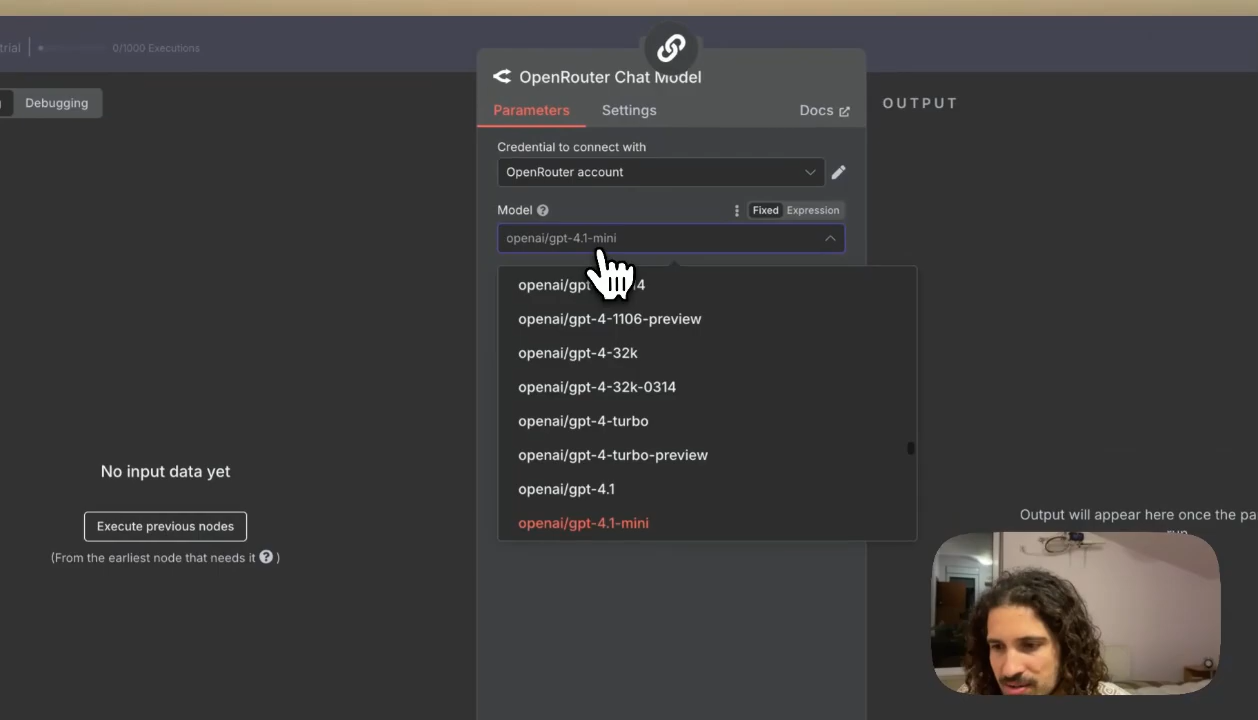 trial
0/1000 Executions
OpenRouter Chat Model
Debugging
Parameters
Settings
Docs
OUTPUT
Credential to connect with
OpenRouter account
Model
Fixed
Expression
openai/gpt-4.1-mini
openai/gpt 14
openai/gpt-4-1106-preview
openai/gpt-4-32k
openai/gpt-4-32k-0314
openai/gpt-4-turbo
openai/gpt-4-turbo-preview
openai/gpt-4.1
openai/gpt-4.1-mini
No input data yet
Execute previous nodes
(From the earliest node that needs it ? )
Output will appear here once the pa
run